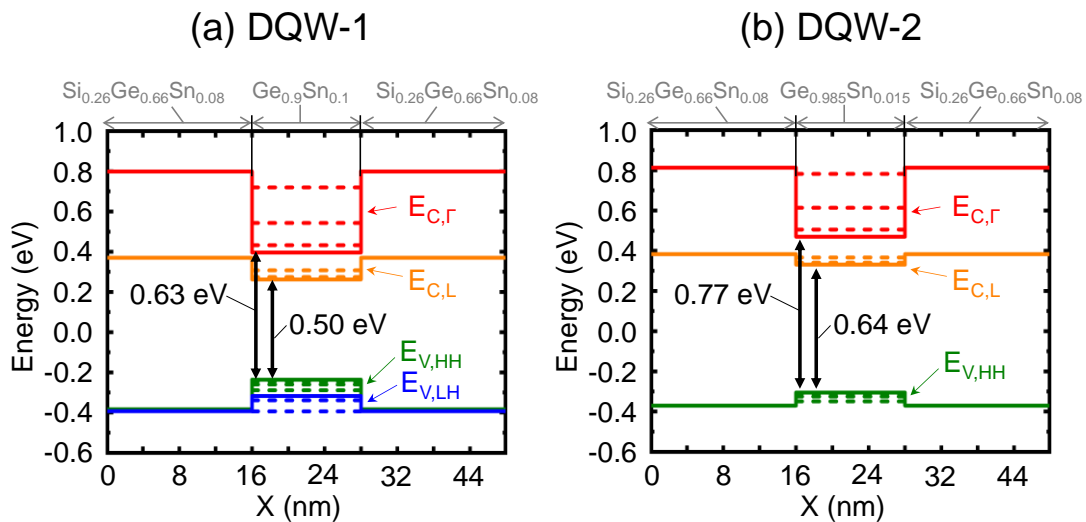 (a) DQW-1
Si0.26Ge0.66Sn0.08 Ge0.9Sn0.1 Si0.26Ge0.66Sn0.08
1.0
0.8
0.6
0.4
0.2
0.0
-0.2
-0.4
-0.6
Energy (eV)
EC,Γ
EC,L
0.63 eV
0.50 eV
EV,HH
EV,LH
0 8 16 24 32 44
X (nm)
(b) DQW-2
Si0.26Ge0.66Sn0.08 Ge0.985Sn0.015 Si0.26Ge0.66Sn0.08
1.0
0.8
0.6
0.4
0.2
0.0
-0.2
-0.4
-0.6
Energy (eV)
EC,Γ
EC,L
0.77 eV
0.64 eV
EV,HH
0 8 16 24 32 44
X (nm)